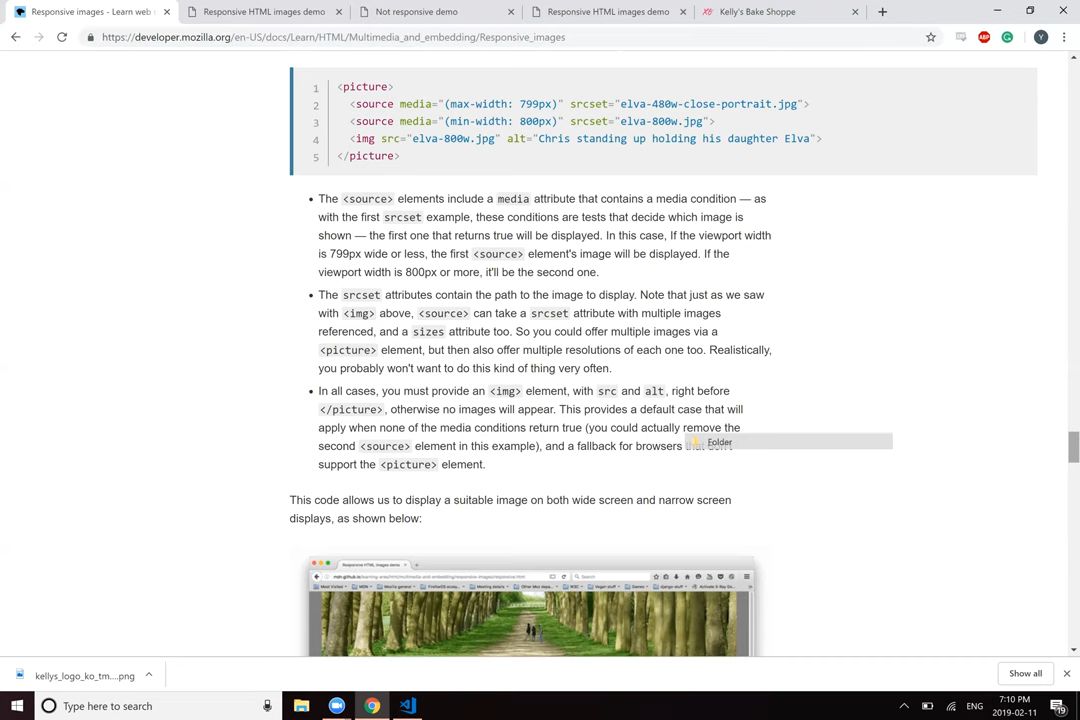 Responsive images - Learn web
Responsive HTML images demo
Not responsive demo
Responsive HTML images demo
Kelly's Bake Shoppe
https://developer.mozilla.org/en-US/docs/Learn/HTML/Multimedia_and_embedding/Responsive_images
ABP
Y
1 <picture>
2 <source media="(max-width: 799px)" srcset="elva-480w-close-portrait.jpg">
3 <source media="(min-width: 800px)" srcset="elva-800w.jpg">
4 <img src="elva-800w.jpg" alt="Chris standing up holding his daughter Elva">
5 </picture>
• The <source> elements include a media attribute that contains a media condition — as
with the first srcset example, these conditions are tests that decide which image is
shown — the first one that returns true will be displayed. In this case, If the viewport width
is 799px wide or less, the first <source> element's image will be displayed. If the
viewport width is 800px or more, it'll be the second one.
• The srcset attributes contain the path to the image to display. Note that just as we saw
with <img> above, <source> can take a srcset attribute with multiple images
referenced, and a sizes attribute too. So you could offer multiple images via a
<picture> element, but then also offer multiple resolutions of each one too. Realistically,
you probably won't want to do this kind of thing very often.
• In all cases, you must provide an <img> element, with src and alt, right before
</picture>, otherwise no images will appear. This provides a default case that will
apply when none of the media conditions return true (you could actually remove the
second <source> element in this example), and a fallback for browsers that don't
Folder
support the <picture> element.
This code allows us to display a suitable image on both wide screen and narrow screen
displays, as shown below:
Responsive HTML images demo
Search
kellys_logo_ko_tm....png
Show all
Type here to search
ENG
7:10 PM
2019-02-11
19